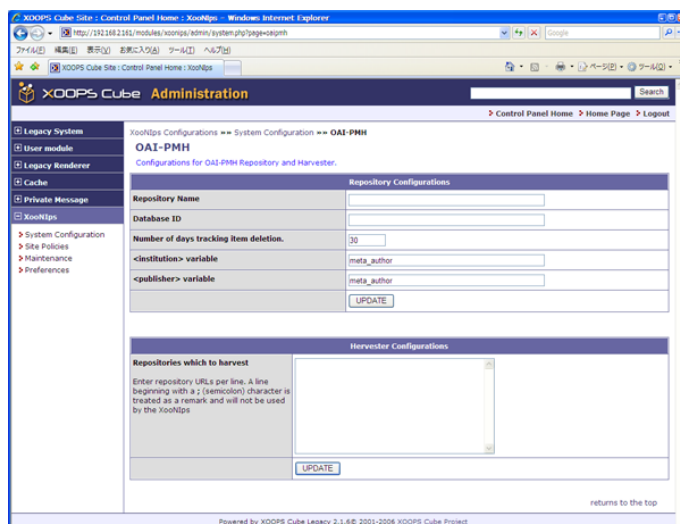 XOOPS Cube Site : Control Panel Home : XooNIps - Windows Internet Explorer
http://192.168.2.161/modules/xoonips/admin/system.php?page=oaipmh
Google
ファイル(F) 編集(E) 表示(V) お気に入り(A) ツール(T) ヘルプ(H)
XOOPS Cube Site : Control Panel Home : XooNIps
ページ(P) ツール(O)
XOOPS Cube Administration
Search
Control Panel Home Home Page Logout
Legacy System
User module
Legacy Renderer
Cache
Private Message
XooNIps
System Configuration
Site Policies
Maintenance
Preferences
XooNIps Configurations »» System Configuration »» OAI-PMH
OAI-PMH
Configurations for OAI-PMH Repository and Harvester.
Repository Configurations
Repository Name
Database ID
Number of days tracking item deletion.
30
<institution> variable
meta_author
<publisher> variable
meta_author
UPDATE
Hervester Configurations
Repositories which to harvest
Enter repository URLs per line. A line
beginning with a ; (semicolon) character is
treated as a remark and will not be used
by the XooNIps
UPDATE
returns to the top
Powered by XOOPS Cube Legacy 2.1.6© 2001-2006 XOOPS Cube Project